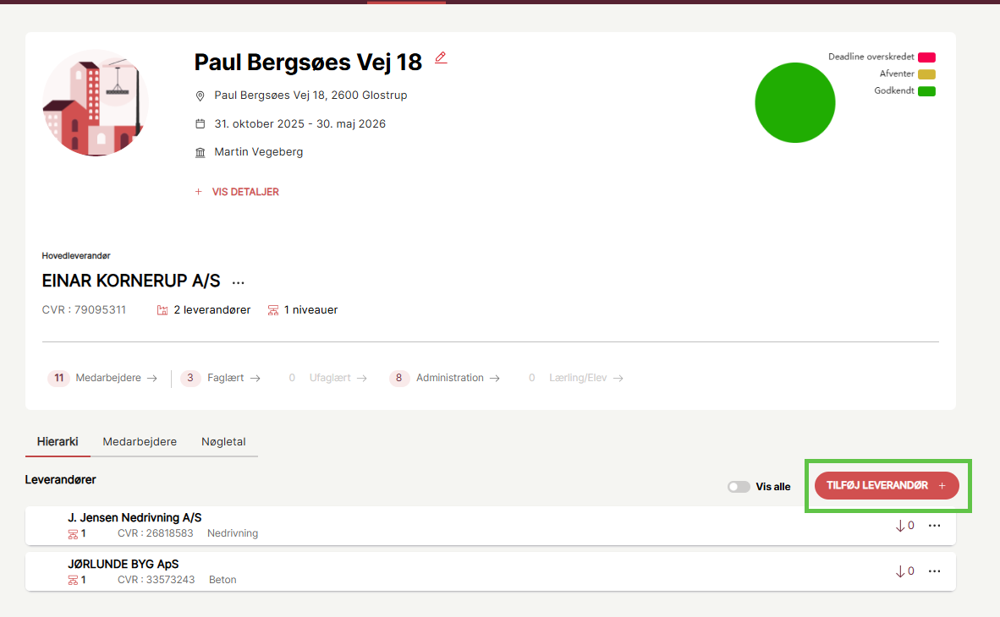 Paul Bergsøes Vej 18
Paul Bergsøes Vej 18, 2600 Glostrup
31. oktober 2025 - 30. maj 2026
Martin Vegeberg
+ VIS DETALJER
Deadline overskredet
Afventer
Godkendt
Hovedleverandør
EINAR KORNERUP A/S ...
CVR : 79095311 2 leverandører 1 niveauer
11 Medarbejdere → 3 Faglært → 0 Ufaglært → 8 Administration → 0 Lærling/Elev →
Hierarki Medarbejdere Nøgletal
Leverandører
Vis alle
TILFØJ LEVERANDØR +
J. Jensen Nedrivning A/S
1 CVR : 26818583 Nedrivning
↓ 0 ...
JØRLUNDE BYG ApS
1 CVR : 33573243 Beton
↓ 0 ...